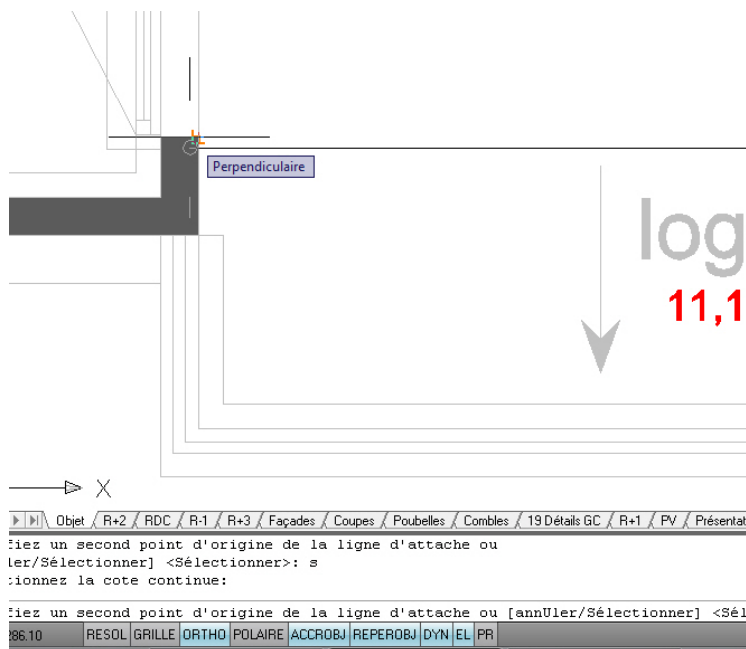 Perpendiculaire
log
11,1
X
Objet / R+2 / RDC / R-1 / R+3 / Façades / Coupes / Poubelles / Combles / 19 Détails GC / R+1 / PV / Présentat
fiez un second point d'origine de la ligne d'attache ou
ler/Sélectionner] <Sélectionner>: s
tionnez la cote continue:
fiez un second point d'origine de la ligne d'attache ou [annUler/Sélectionner] <Sél
286.10 RESOL GRILLE ORTHO POLAIRE ACCROBJ REPEROBJ DYN EL PR